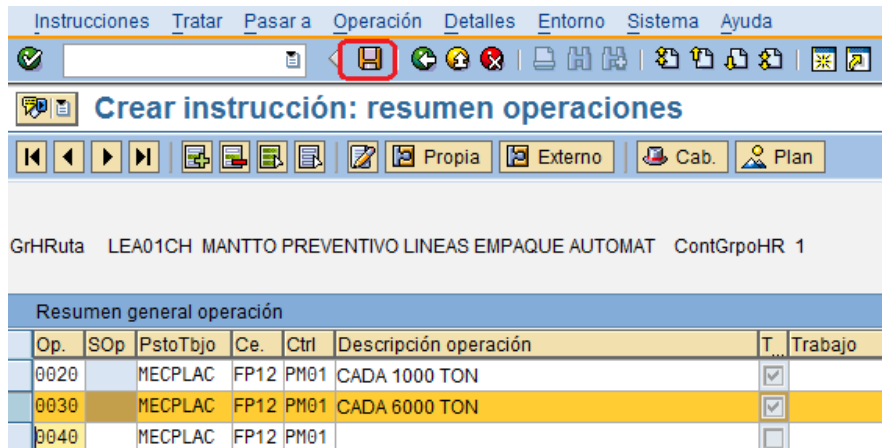 Instrucciones Tratar Pasar a Operación Detalles Entorno Sistema Ayuda
Crear instrucción: resumen operaciones
Propia Externo Cab. Plan
GrHRuta LEA01CH MANTTO PREVENTIVO LINEAS EMPAQUE AUTOMAT ContGrpoHR 1
Resumen general operación
Op. SOp PstoTbjo Ce. Ctrl Descripción operación T... Trabajo
0020 MECPLAC FP12 PM01 CADA 1000 TON
0030 MECPLAC FP12 PM01 CADA 6000 TON
0040 MECPLAC FP12 PM01